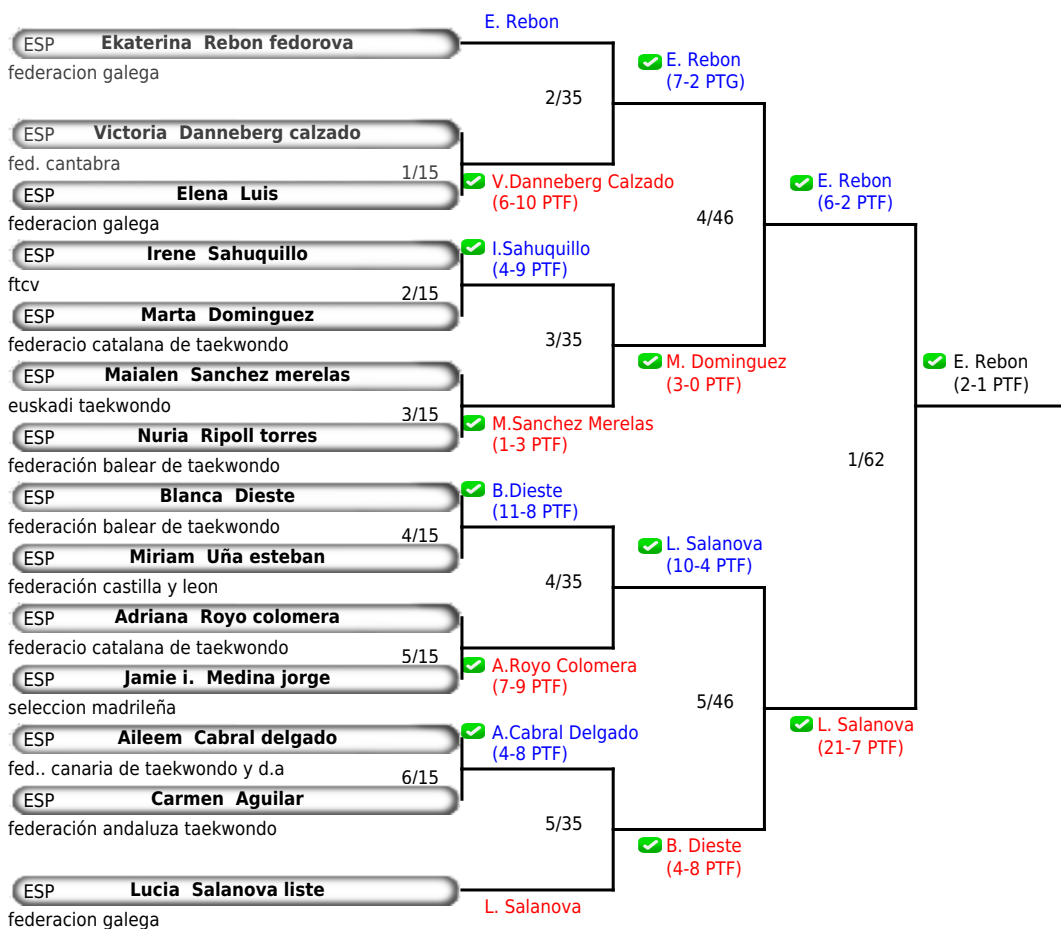 E. Rebon
ESP Ekaterina Rebon fedorova
federacion galega
E. Rebon
(7-2 PTG)
2/35
ESP Victoria Danneberg calzado
fed. cantabra
1/15
V.Danneberg Calzado
(6-10 PTF)
E. Rebon
(6-2 PTF)
ESP Elena Luis
federacion galega
4/46
ESP Irene Sahuquillo
ftcv
I.Sahuquillo
(4-9 PTF)
2/15
ESP Marta Dominguez
federacio catalana de taekwondo
3/35
M. Dominguez
(3-0 PTF)
E. Rebon
(2-1 PTF)
ESP Maialen Sanchez merelas
euskadi taekwondo
3/15
M.Sanchez Merelas
(1-3 PTF)
ESP Nuria Ripoll torres
federación balear de taekwondo
1/62
ESP Blanca Dieste
federación balear de taekwondo
B.Dieste
(11-8 PTF)
4/15
ESP Miriam Uña esteban
federación castilla y leon
L. Salanova
(10-4 PTF)
4/35
ESP Adriana Royo colomera
federacio catalana de taekwondo
5/15
A.Royo Colomera
(7-9 PTF)
ESP Jamie i. Medina jorge
seleccion madrileña
5/46
L. Salanova
(21-7 PTF)
ESP Aileem Cabral delgado
fed.. canaria de taekwondo y d.a
A.Cabral Delgado
(4-8 PTF)
6/15
ESP Carmen Aguilar
federación andaluza taekwondo
5/35
B. Dieste
(4-8 PTF)
ESP Lucia Salanova liste
federacion galega
L. Salanova